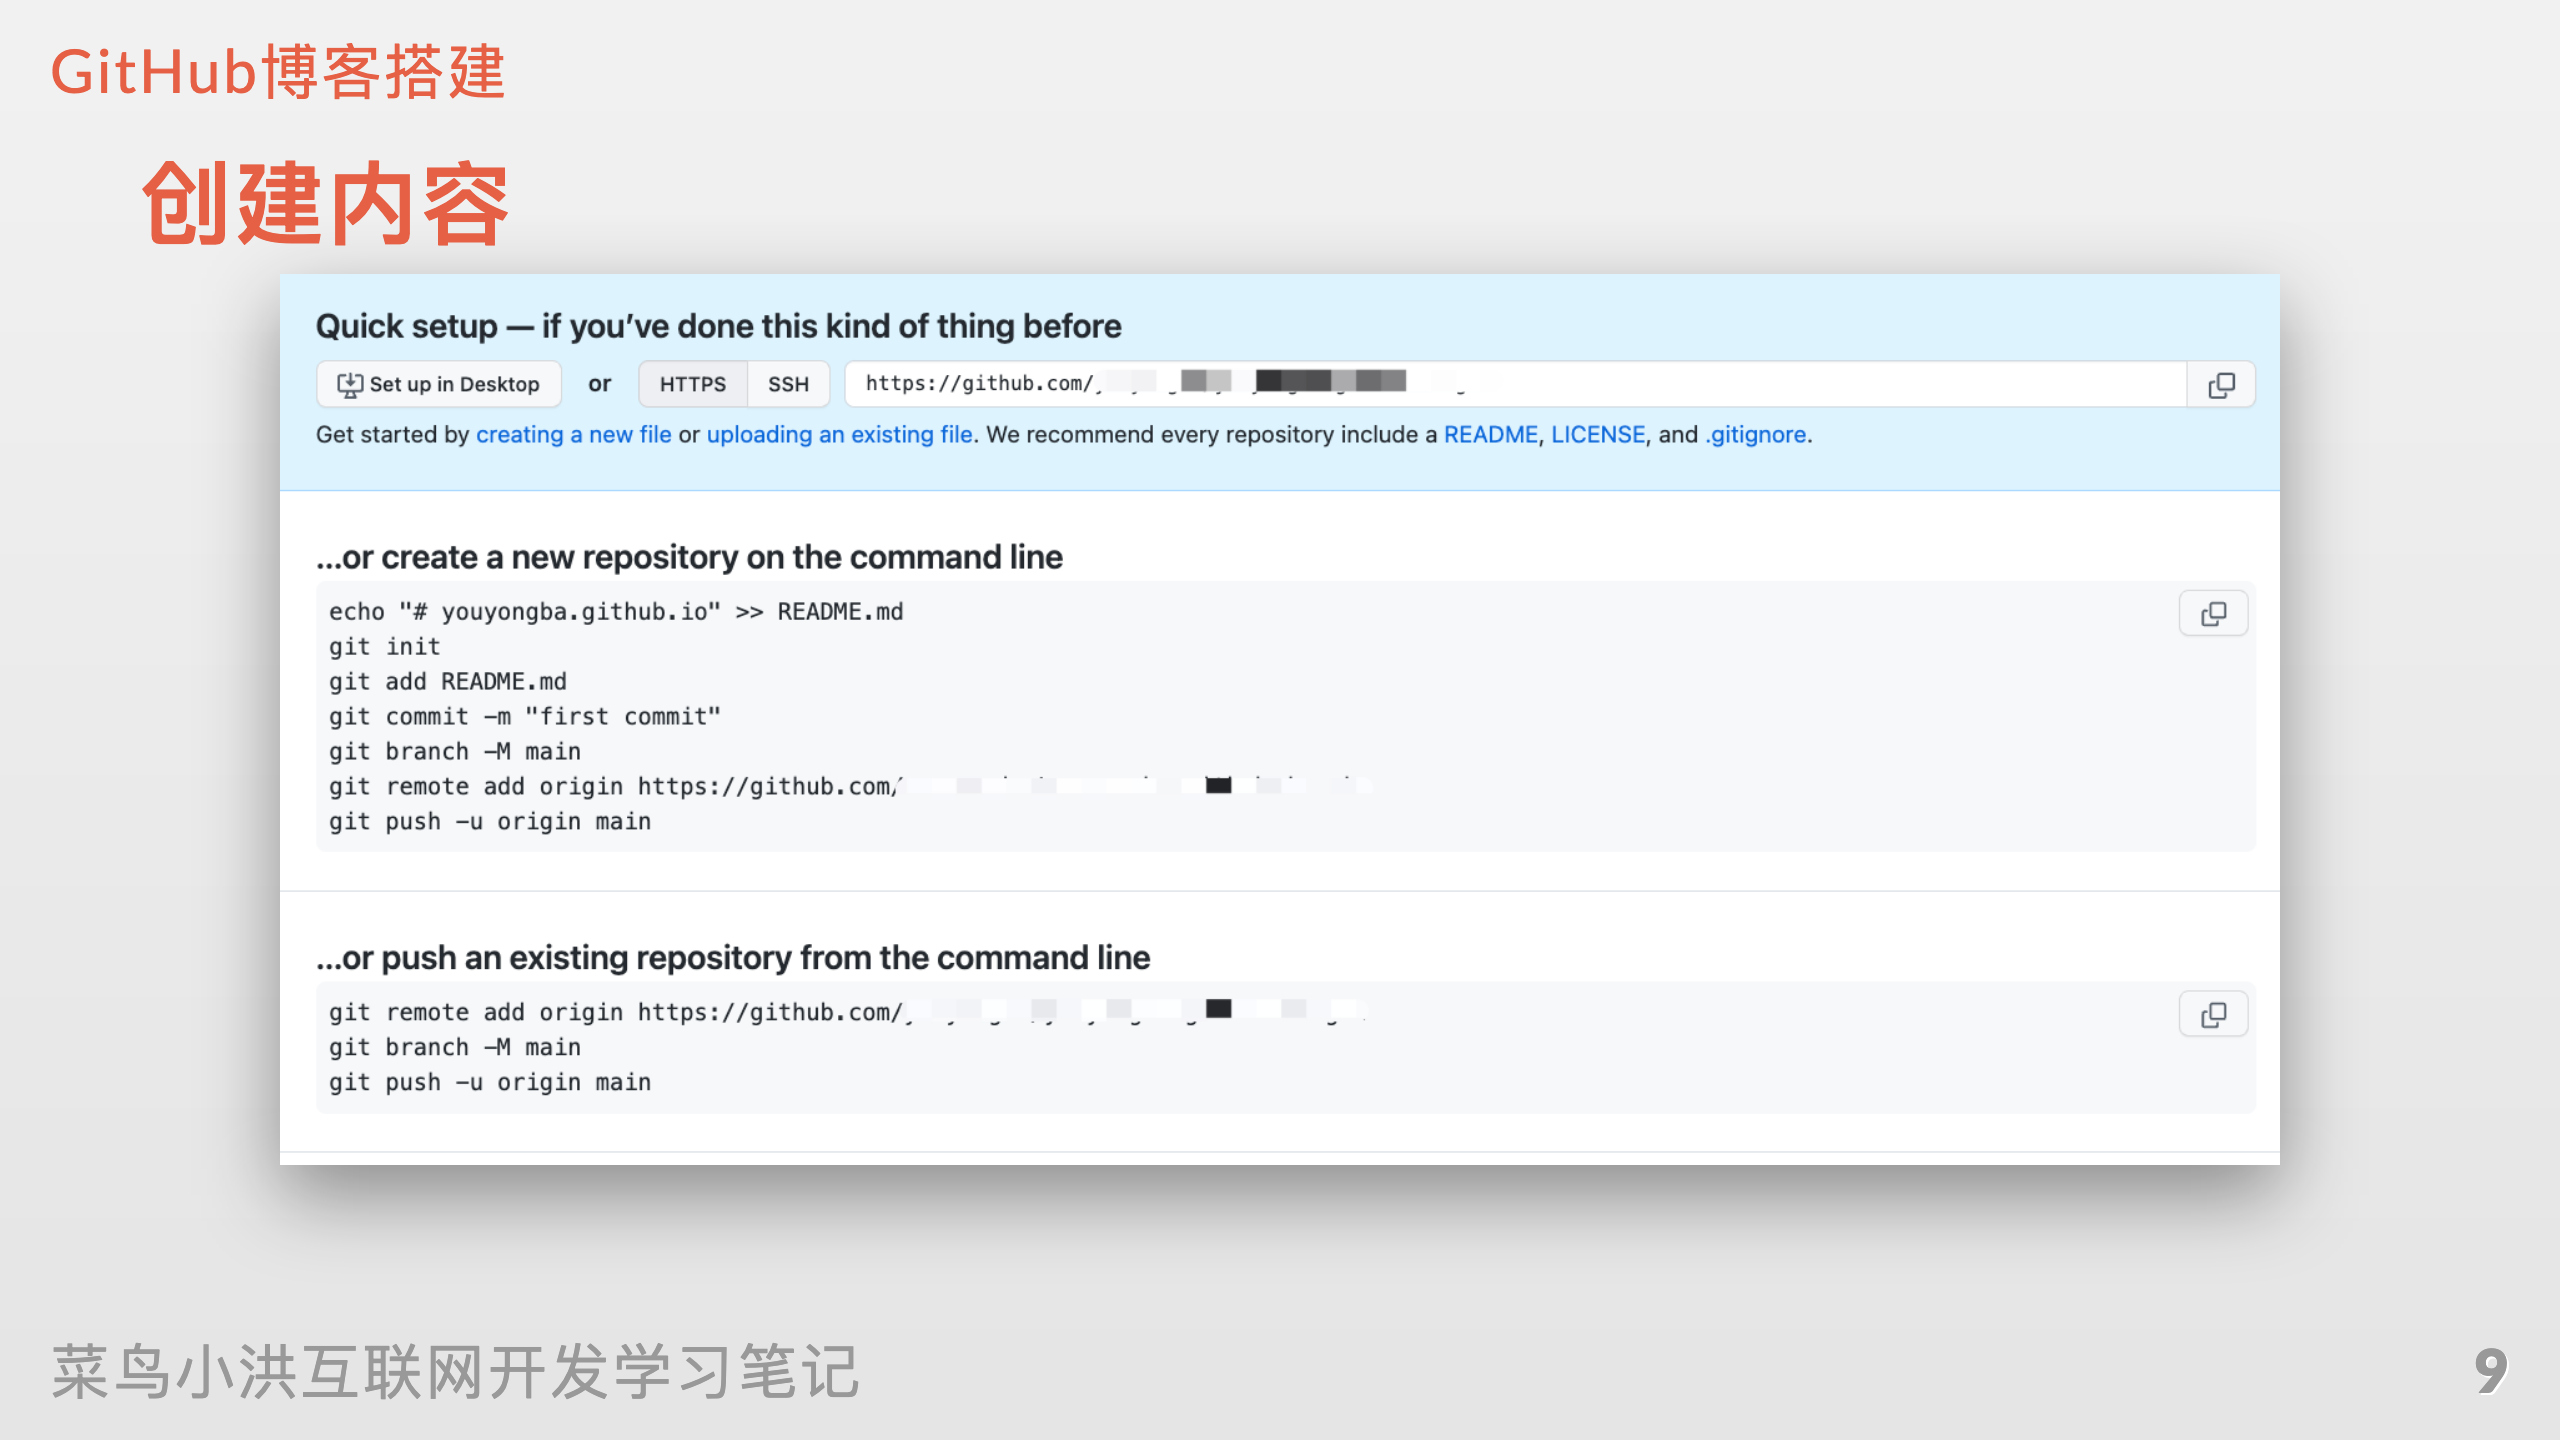 GitHub博客搭建
创建内容
Quick setup — if you’ve done this kind of thing before
Set up in Desktop or HTTPS SSH https://github.com/
Get started by creating a new file or uploading an existing file. We recommend every repository include a README, LICENSE, and .gitignore.
...or create a new repository on the command line
echo "# youyongba.github.io" >> README.md
git init
git add README.md
git commit -m "first commit"
git branch -M main
git remote add origin https://github.com/
git push -u origin main
...or push an existing repository from the command line
git remote add origin https://github.com/
git branch -M main
git push -u origin main
菜鸟小洪互联网开发学习笔记
9